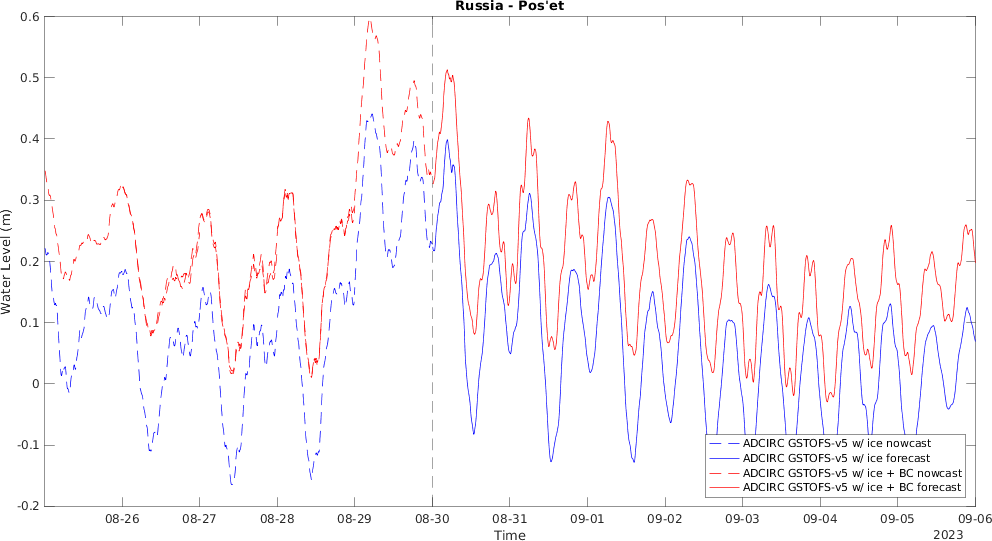 Russia - Pos'et
Water Level (m)
0.6
0.5
0.4
0.3
0.2
0.1
0
-0.1
-0.2
ADCIRC GSTOFS-v5 w/ ice nowcast
ADCIRC GSTOFS-v5 w/ ice forecast
ADCIRC GSTOFS-v5 w/ ice + BC nowcast
ADCIRC GSTOFS-v5 w/ ice + BC forecast
08-26 08-27 08-28 08-29 08-30 08-31 09-01 09-02 09-03 09-04 09-05 09-06
Time
2023